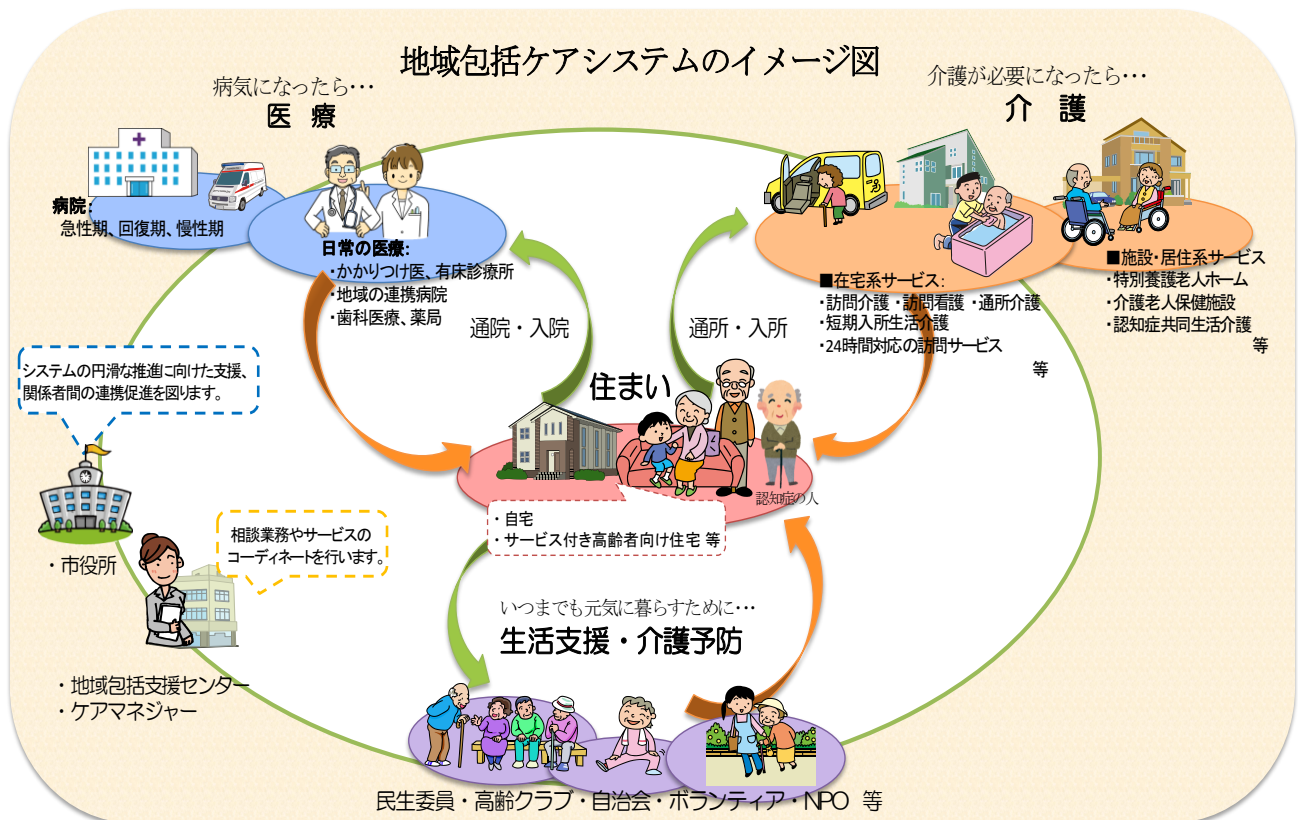 地域包括ケアシステムのイメージ図
病気になったら…
医 療
介護が必要になったら…
介 護
病院：
急性期、回復期、慢性期
日常の医療：
・かかりつけ医、有床診療所
・地域の連携病院
・歯科医療、薬局
■在宅系サービス：
・訪問介護 ・訪問看護 ・通所介護
・短期入所生活介護
・24時間対応の訪問サービス
等
■施設・居住系サービス
・特別養護老人ホーム
・介護老人保健施設
・認知症共同生活介護
等
通院・入院
通所・入所
住まい
認知症の人
・自宅
・サービス付き高齢者向け住宅 等
システムの円滑な推進に向けた支援、
関係者間の連携促進を図ります。
・市役所
相談業務やサービスの
コーディネートを行います。
・地域包括支援センター
・ケアマネジャー
いつまでも元気に暮らすために…
生活支援・介護予防
民生委員・高齢クラブ・自治会・ボランティア・NPO 等